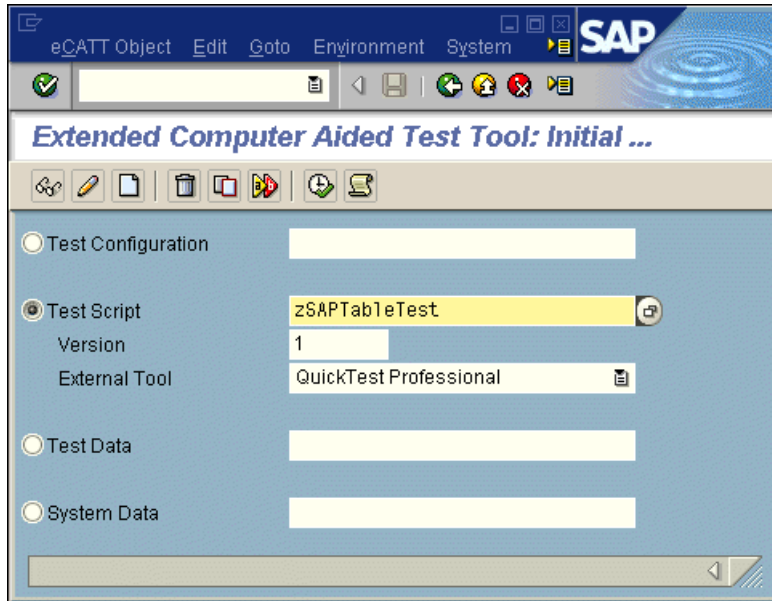 eCATT Object Edit Goto Environment System
SAP
Extended Computer Aided Test Tool: Initial ...
Test Configuration
Test Script zSAPTableTest
Version 1
External Tool QuickTest Professional
Test Data
System Data